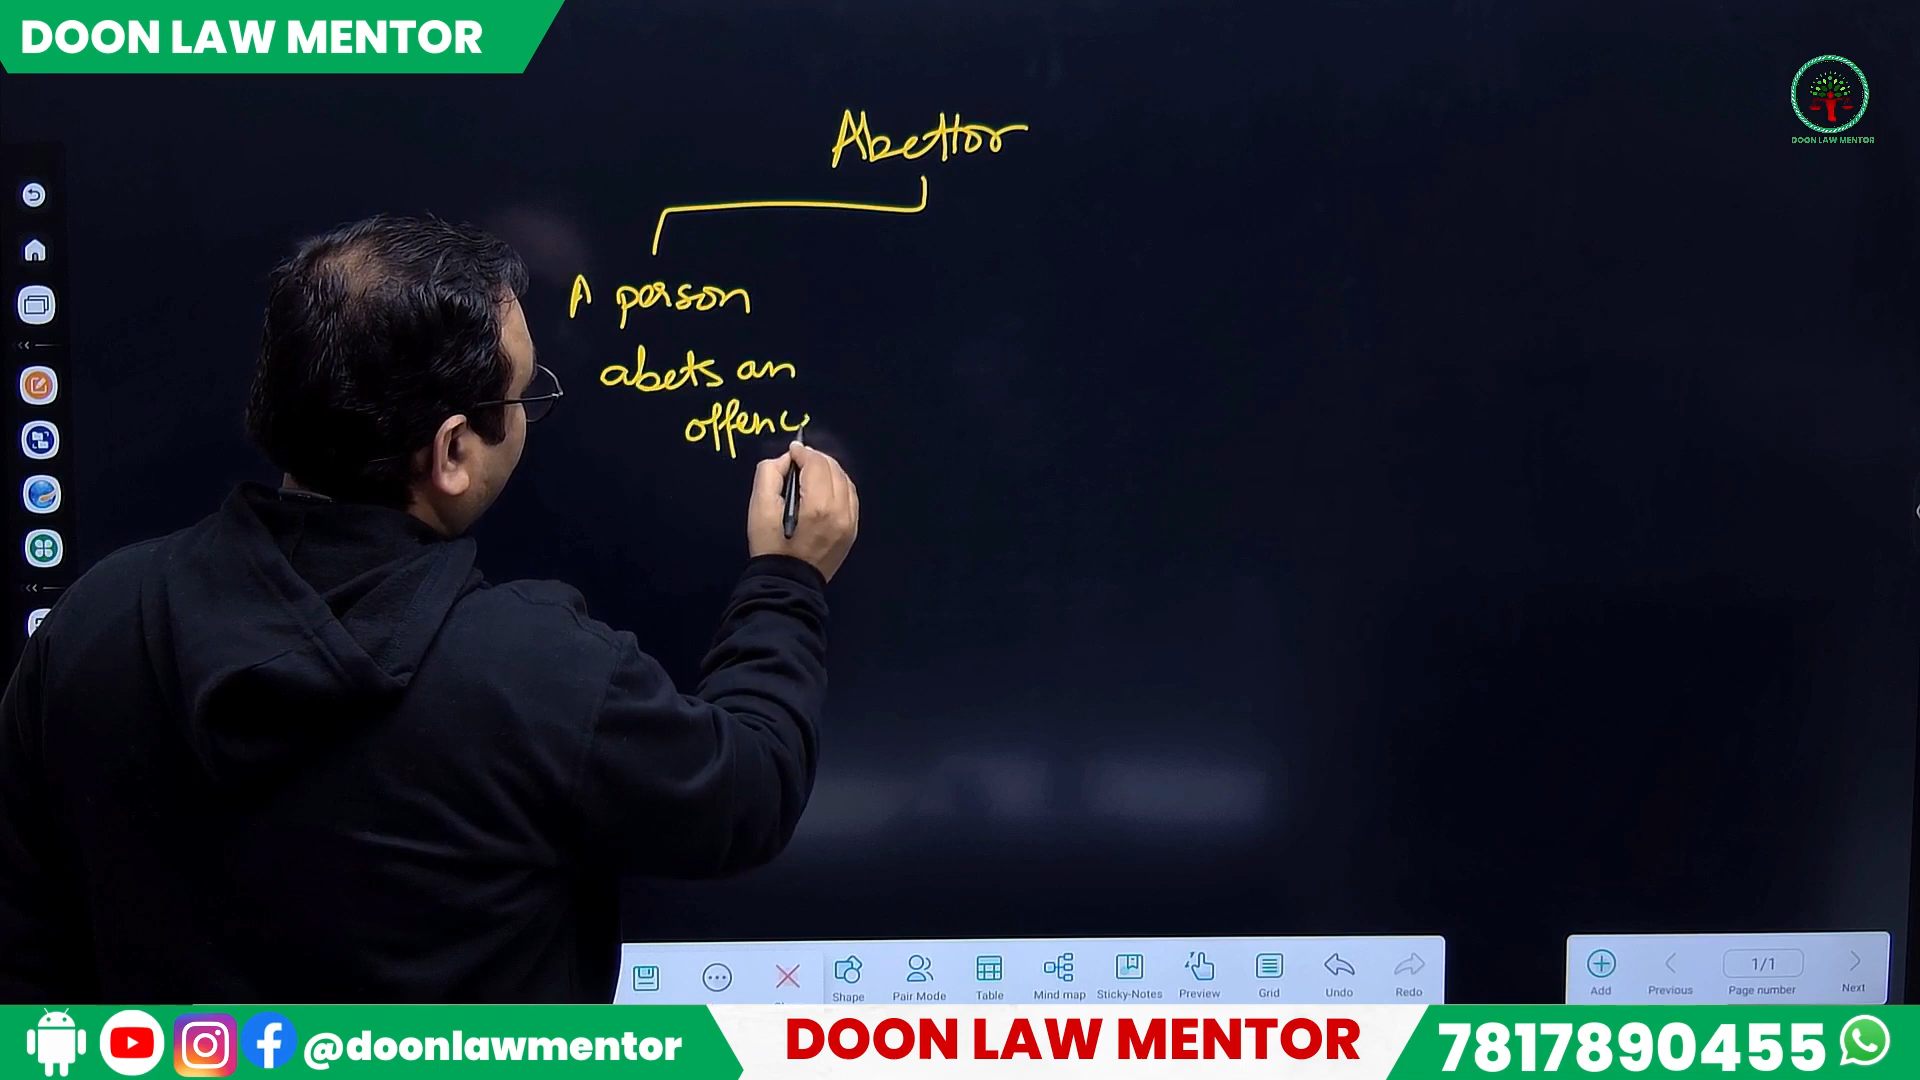 DOON LAW MENTOR
DOON LAW MENTOR
Abettor
A person
abets an
offenc
Shape
Pair Mode
Table
Mind map
Sticky-Notes
Preview
Grid
Undo
Redo
Add
Previous
1/1
Page number
Next
@doonlawmentor
DOON LAW MENTOR
7817890455